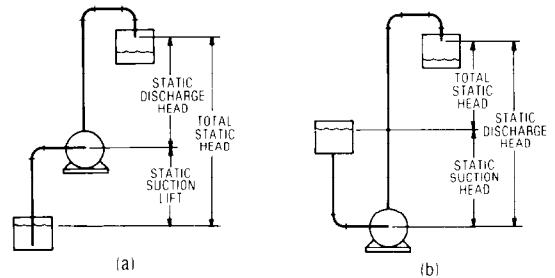 STATIC
DISCHARGE
HEAD
TOTAL
STATIC
HEAD
STATIC
SUCTION
LIFT
(a)
TOTAL
STATIC
HEAD
STATIC
DISCHARGE
HEAD
STATIC
SUCTION
HEAD
(b)